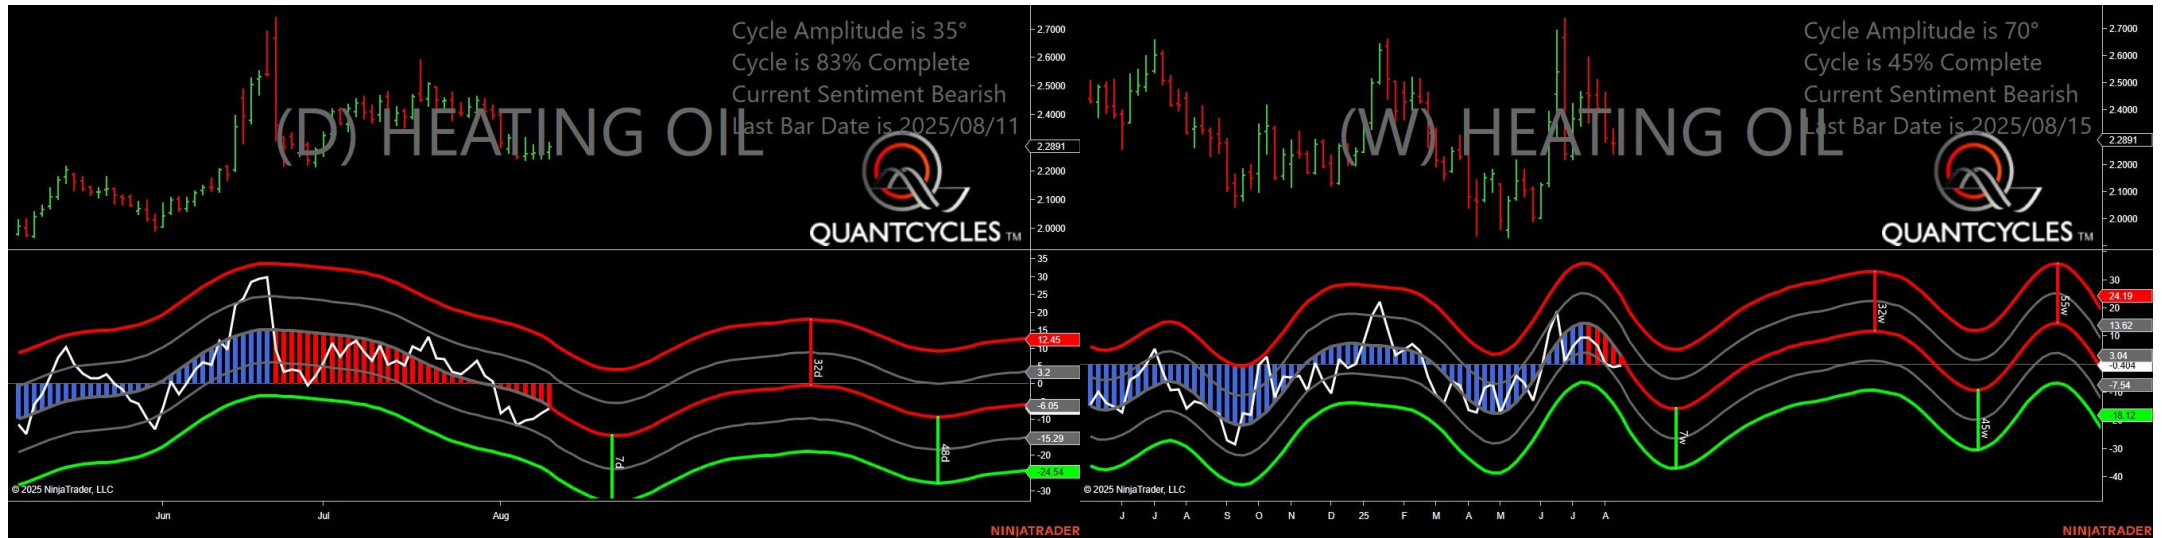 Cycle Amplitude is 35°
Cycle is 83% Complete
Current Sentiment Bearish
Last Bar Date is 2025/08/11
(D) HEATING OIL
QUANTCYCLES TM
2.7000
2.6000
2.5000
2.4000
2.2891
2.2000
2.1000
2.0000
35
30
25
20
15
12.45
10
5
3.2
0
-6.05
-10
-15.29
-20
-24.54
-30
7d
32d
48d
© 2025 NinjaTrader, LLC
Jun Jul Aug
NINJATRADER
Cycle Amplitude is 70°
Cycle is 45% Complete
Current Sentiment Bearish
Last Bar Date is 2025/08/15
(W) HEATING OIL
QUANTCYCLES TM
2.7000
2.6000
2.5000
2.4000
2.2891
2.2000
2.1000
2.0000
30
24.19
13.62
10
3.04
-0.404
-7.54
-10
-18.12
-30
-40
7w
32w
45w
55w
© 2025 NinjaTrader, LLC
J J A S O N D 25 F M A M J J A
NINJATRADER